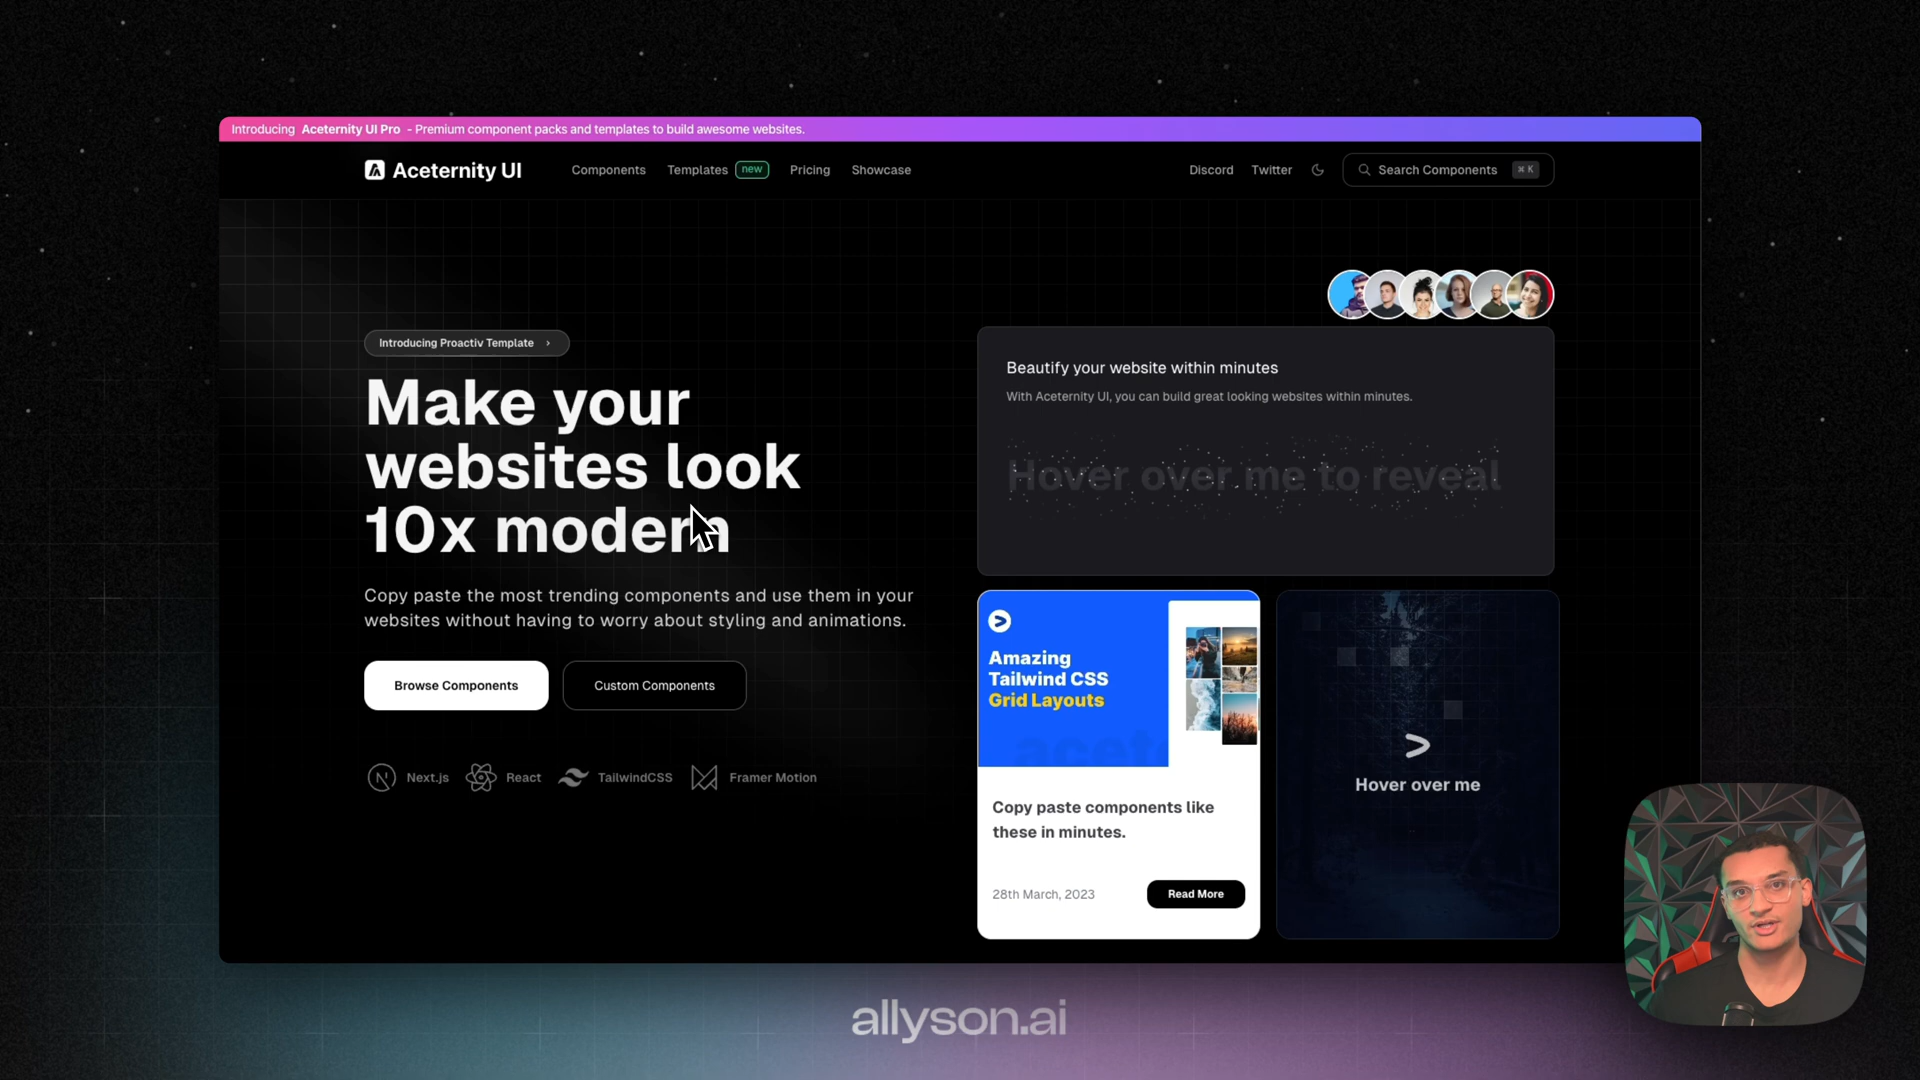 Introducing Aceternity UI Pro - Premium component packs and templates to build awesome websites.
Aceternity UI
Components
Templates
new
Pricing
Showcase
Discord
Twitter
Search Components
⌘ K
Introducing Proactiv Template
Make your
websites look
10x modern
Copy paste the most trending components and use them in your
websites without having to worry about styling and animations.
Browse Components
Custom Components
Next.js
React
TailwindCSS
Framer Motion
Beautify your website within minutes
With Aceternity UI, you can build great looking websites within minutes.
Hover over me to reveal
Amazing
Tailwind CSS
Grid Layouts
Copy paste components like
these in minutes.
28th March, 2023
Read More
Hover over me
allyson.ai